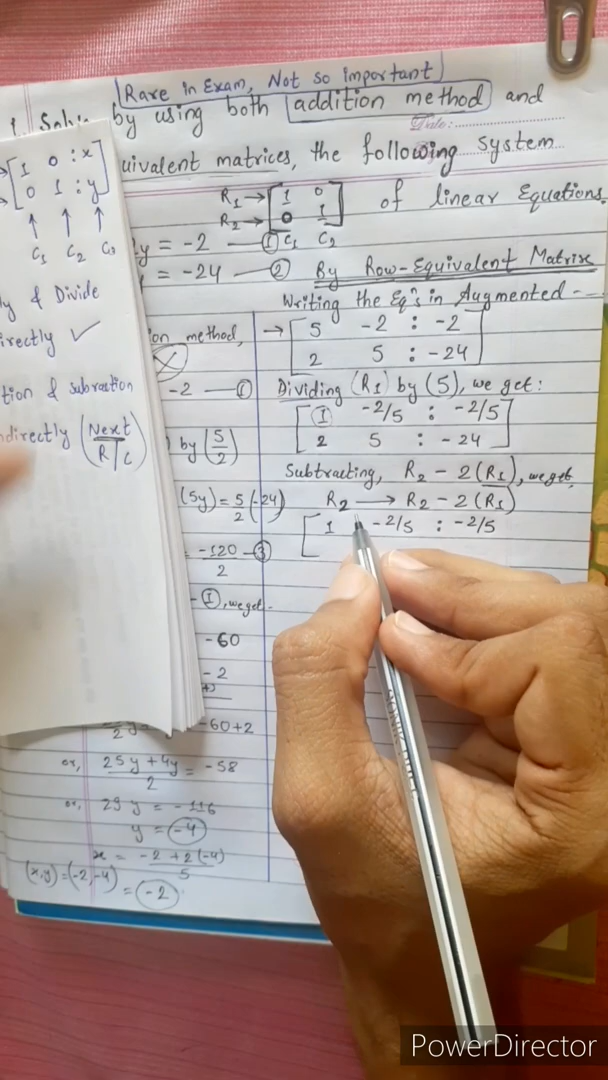 Rare in Exam, Not so important
1. Solve by using both addition method and
Date:
uivalent matrices, the following system
of linear Equations.
R₁ → [1 0]
R₂ → [0 1]
C₁ C₂
[1 0 : x]
[0 1 : y]
↑ ↑ ↑
C₁ C₂ C₃
ly & Divide
irectly ✓
tion & subraction
ndirectly (Next R/C)
y = -2 — ①
= -24 — ②
on method,
-2 — ①
by (5/2)
(5y) = 5/2 (-24)
= -120/2 — ③
- ①, we get -
-60
-2
-60+2
or, 25y + 4y / 2 = -58
or, 29y = -116
y = -4
x = -2 + 2(-4) / 5
(x,y) = (-2, -4)
= -2
By Row-Equivalent Matrix
Writing the Eqⁿs in Augmented -
→ [5 -2 : -2]
[2 5 : -24]
Dividing (R₁) by (5), we get:
[1 -2/5 : -2/5]
[2 5 : -24]
Subtracting, R₂ - 2(R₁), we get,
R₂ → R₂ - 2(R₁)
[1 -2/5 : -2/5
PowerDirector